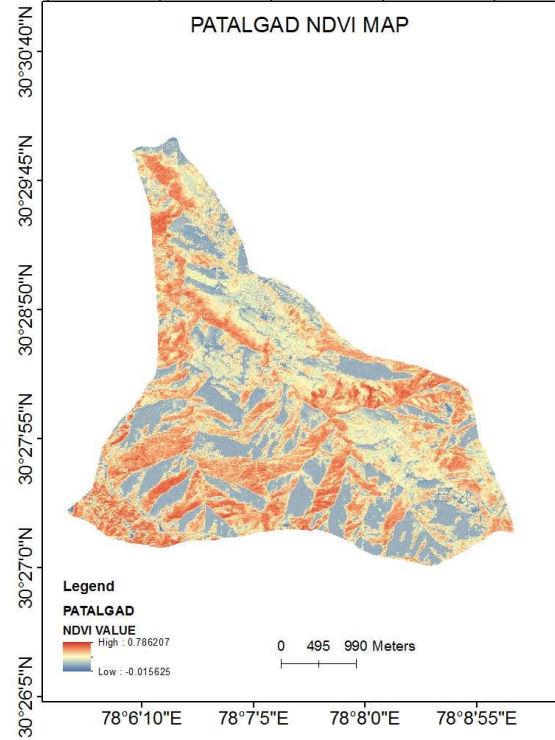 PATALGAD NDVI MAP
30°30'40"N
30°29'45"N
30°28'50"N
30°27'55"N
30°27'0"N
30°26'5"N
Legend
PATALGAD
NDVI VALUE
High : 0.786207
Low : -0.015625
0 495 990 Meters
78°6'10"E 78°7'5"E 78°8'0"E 78°8'55"E